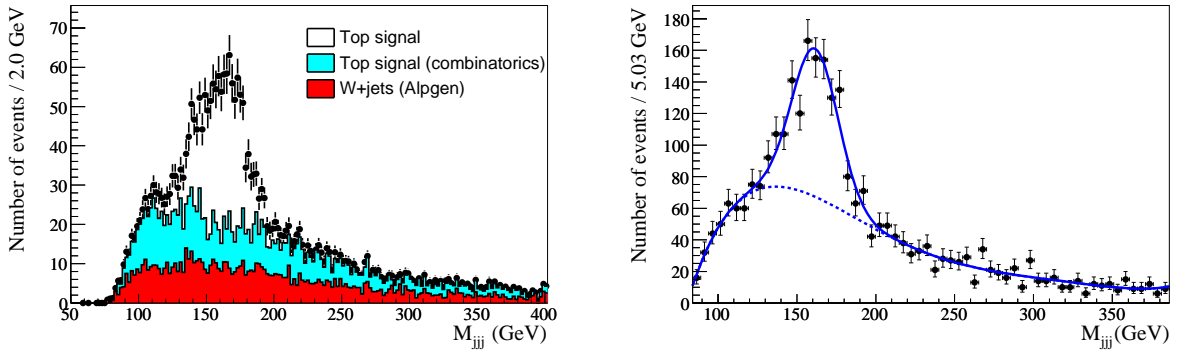 Number of events / 2.0 GeV
70
60
50
40
30
20
10
0
Top signal
Top signal (combinatorics)
W+jets (Alpgen)
50 100 150 200 250 300 350 400
M_jjj (GeV)
Number of events / 5.03 GeV
180
160
140
120
100
80
60
40
20
0
100 150 200 250 300 350
M_jjj (GeV)